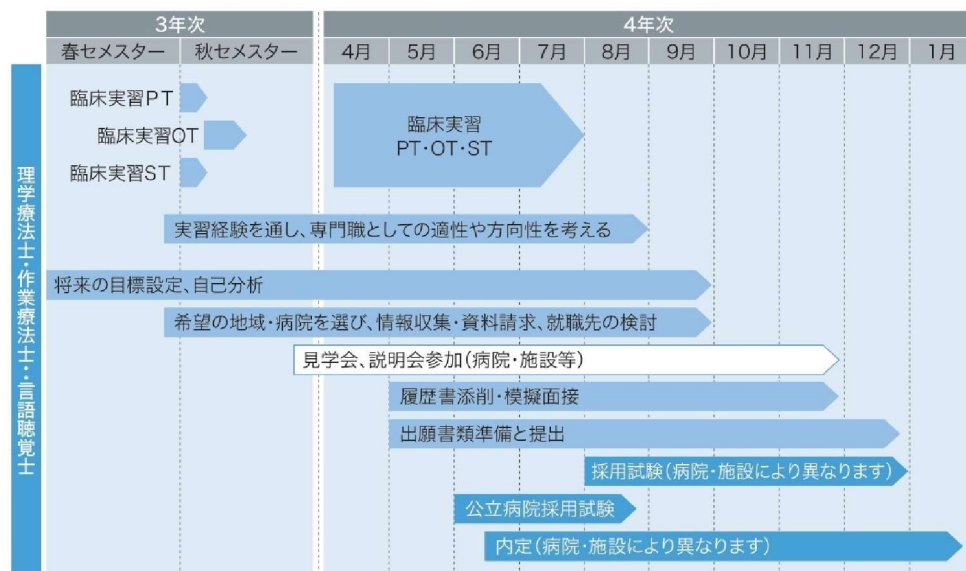 3年次
4年次
春セメスター
秋セメスター
4月
5月
6月
7月
8月
9月
10月
11月
12月
1月
理学療法士・作業療法士・言語聴覚士
臨床実習PT
臨床実習OT
臨床実習ST
臨床実習
PT・OT・ST
実習経験を通し、専門職としての適性や方向性を考える
将来の目標設定、自己分析
希望の地域・病院を選び、情報収集・資料請求、就職先の検討
見学会、説明会参加(病院・施設等)
履歴書添削・模擬面接
出願書類準備と提出
採用試験(病院・施設により異なります)
公立病院採用試験
内定(病院・施設により異なります)